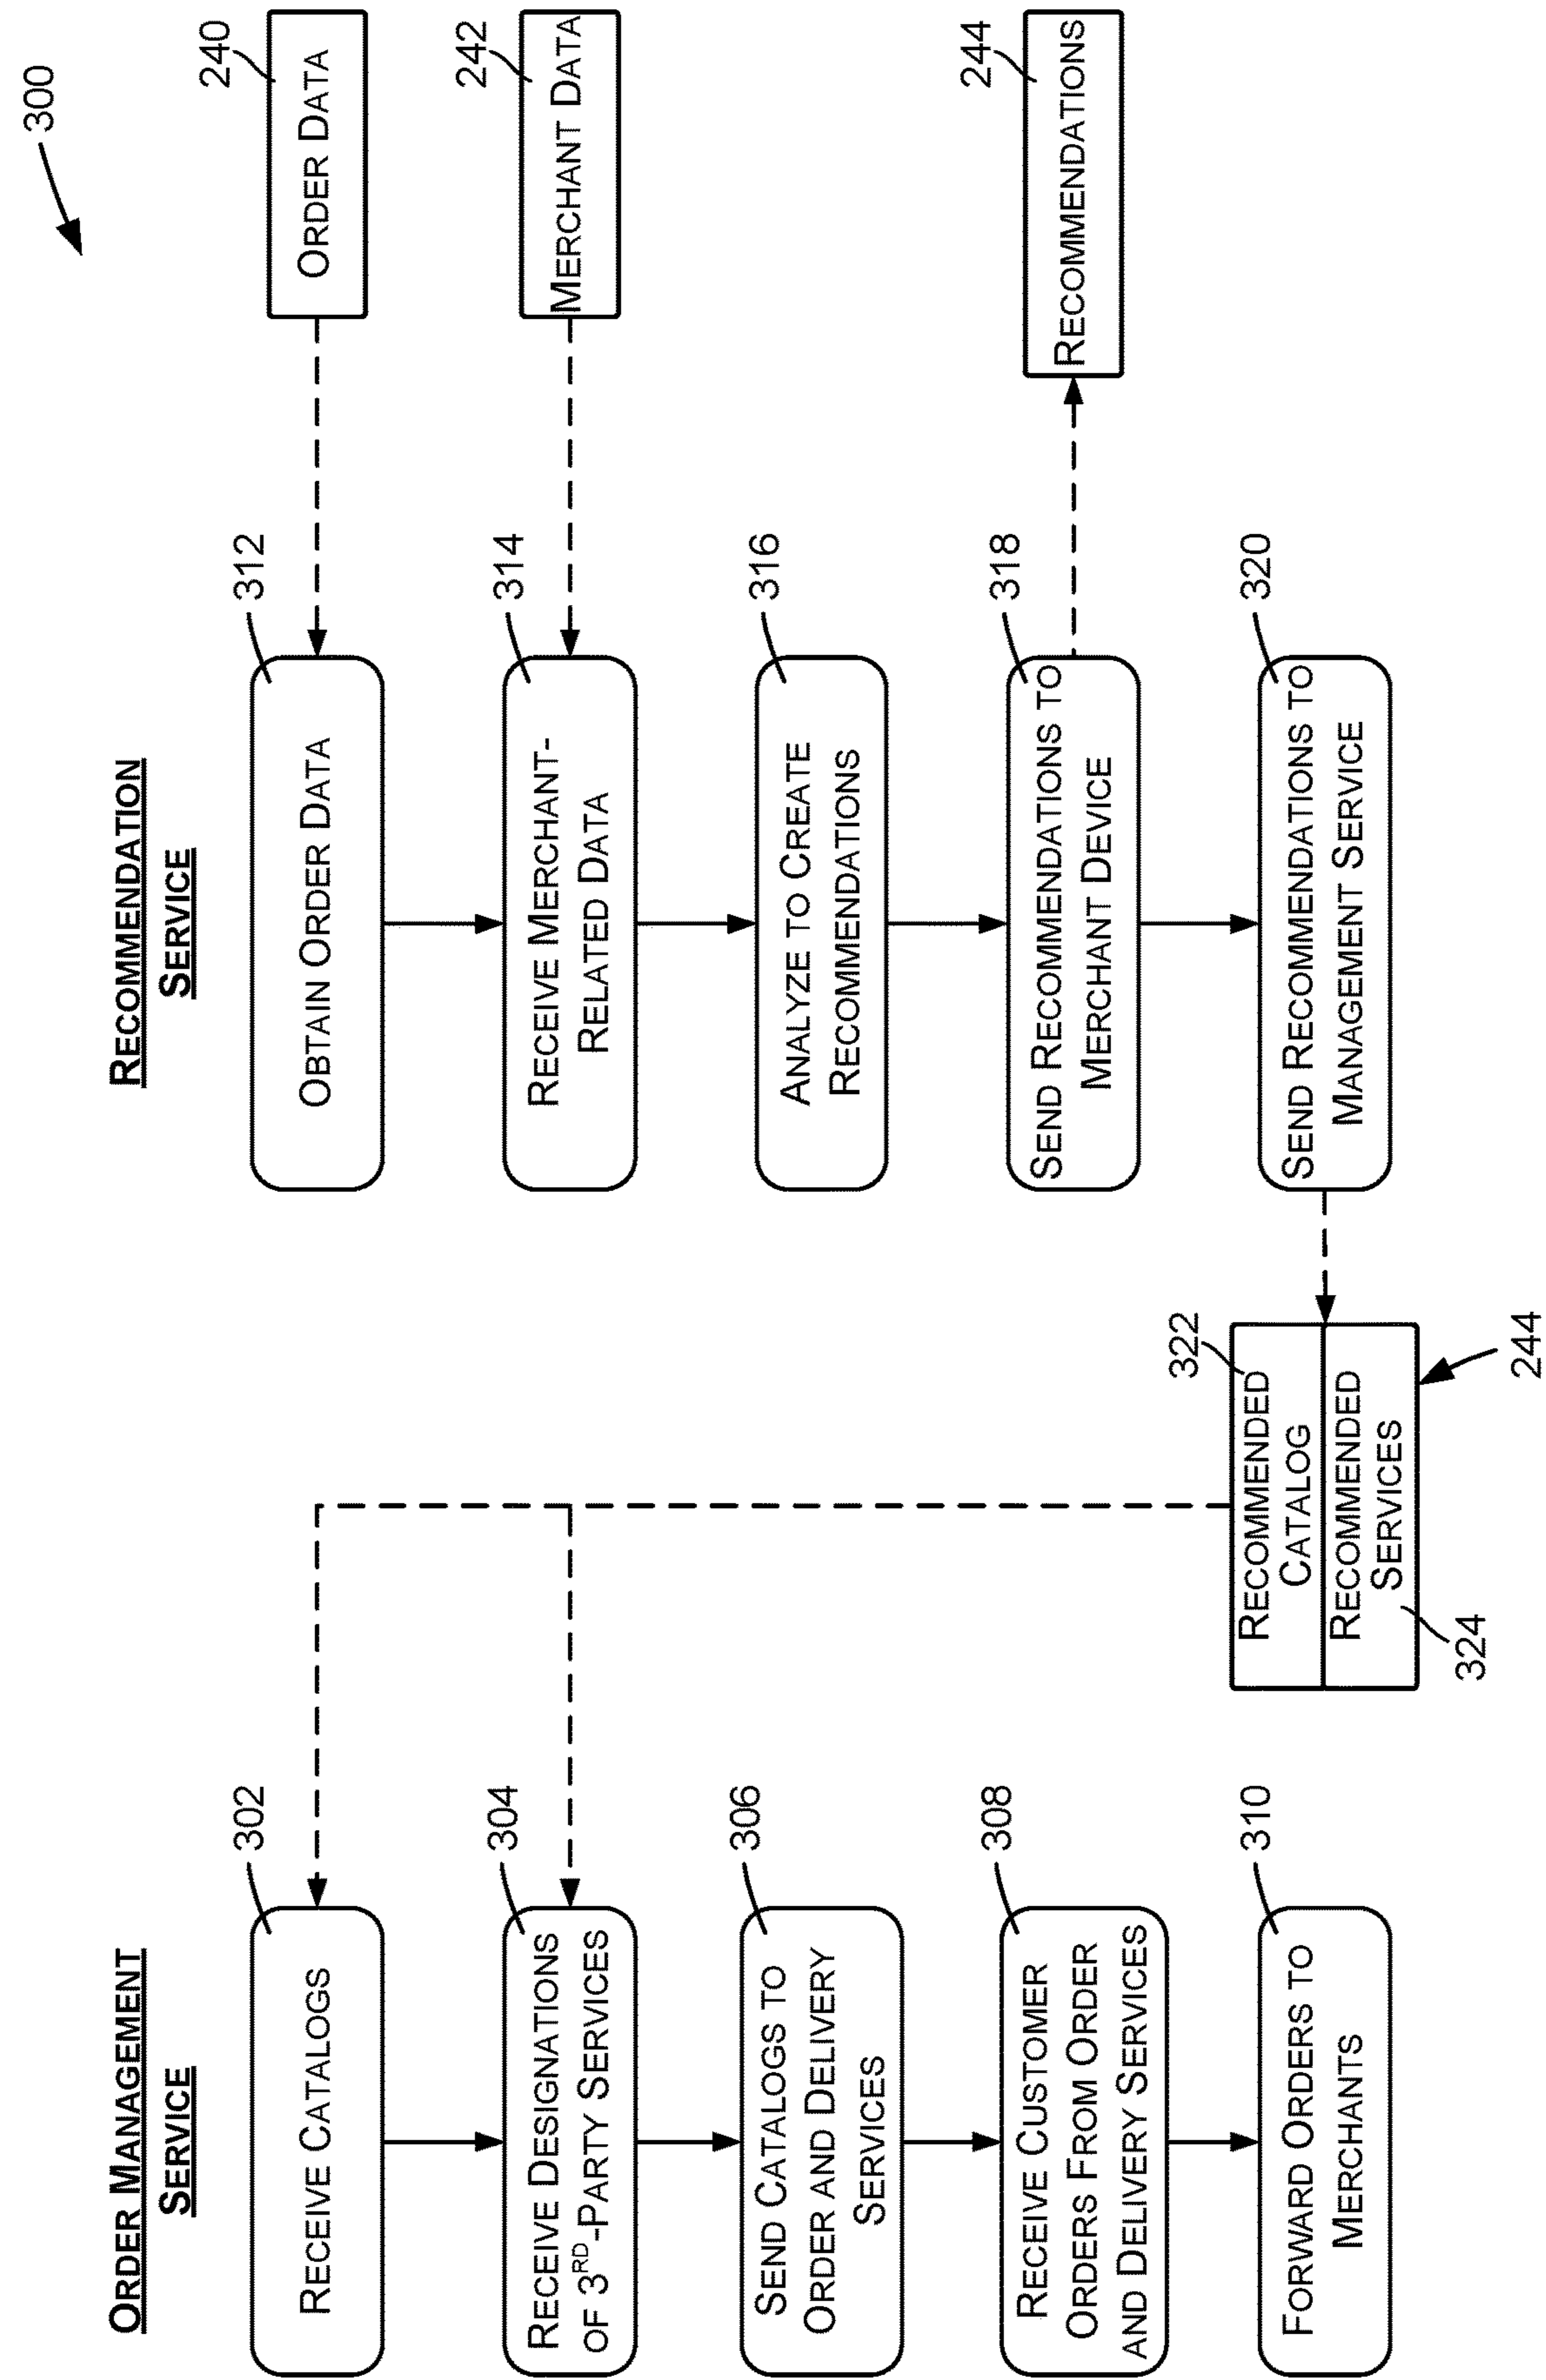 300
ORDER MANAGEMENT
SERVICE
302
RECEIVE CATALOGS
304
RECEIVE DESIGNATIONS
OF 3RD-PARTY SERVICES
306
SEND CATALOGS TO
ORDER AND DELIVERY
SERVICES
308
RECEIVE CUSTOMER
ORDERS FROM ORDER
AND DELIVERY SERVICES
310
FORWARD ORDERS TO
MERCHANTS
322
RECOMMENDED
CATALOG
RECOMMENDED
SERVICES
324
244
RECOMMENDATION
SERVICE
312
OBTAIN ORDER DATA
314
RECEIVE MERCHANT-
RELATED DATA
316
ANALYZE TO CREATE
RECOMMENDATIONS
318
SEND RECOMMENDATIONS TO
MERCHANT DEVICE
320
SEND RECOMMENDATIONS TO
MANAGEMENT SERVICE
240
ORDER DATA
242
MERCHANT DATA
244
RECOMMENDATIONS